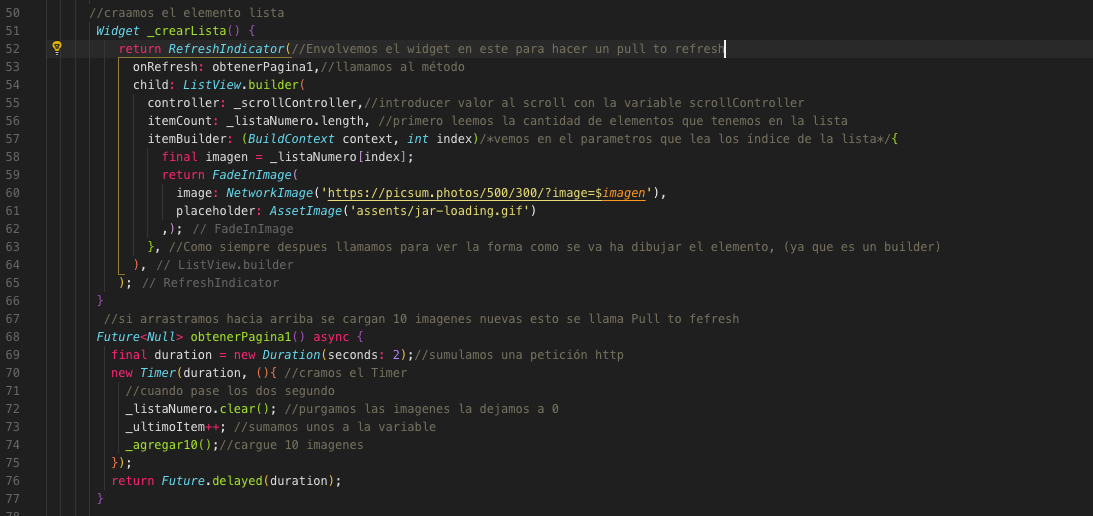 50 //craamos el elemento lista
51 Widget _crearLista() {
52 return RefreshIndicator(//Envolvemos el widget en este para hacer un pull to refresh
53 onRefresh: obtenerPagina1,//llamamos al método
54 child: ListView.builder(
55 controller: _scrollController,//introducer valor al scroll con la variable scrollController
56 itemCount: _listaNumero.length, //primero leemos la cantidad de elementos que tenemos en la lista
57 itemBuilder: (BuildContext context, int index)/*vemos en el parametros que lea los índice de la lista*/{
58 final imagen = _listaNumero[index];
59 return FadeInImage(
60 image: NetworkImage('https://picsum.photos/500/300/?image=$imagen'),
61 placeholder: AssetImage('assents/jar-loading.gif')
62 ,); // FadeInImage
63 }, //Como siempre despues llamamos para ver la forma como se va ha dibujar el elemento, (ya que es un builder)
64 ), // ListView.builder
65 ); // RefreshIndicator
66 }
67 //si arrastramos hacia arriba se cargan 10 imagenes nuevas esto se llama Pull to fefresh
68 Future<Null> obtenerPagina1() async {
69 final duration = new Duration(seconds: 2);//sumulamos una petición http
70 new Timer(duration, (){ //cramos el Timer
71 //cuando pase los dos segundo
72 _listaNumero.clear(); //purgamos las imagenes la dejamos a 0
73 _ultimoItem++; //sumamos unos a la variable
74 _agregar10();//cargue 10 imagenes
75 });
76 return Future.delayed(duration);
77 }
78